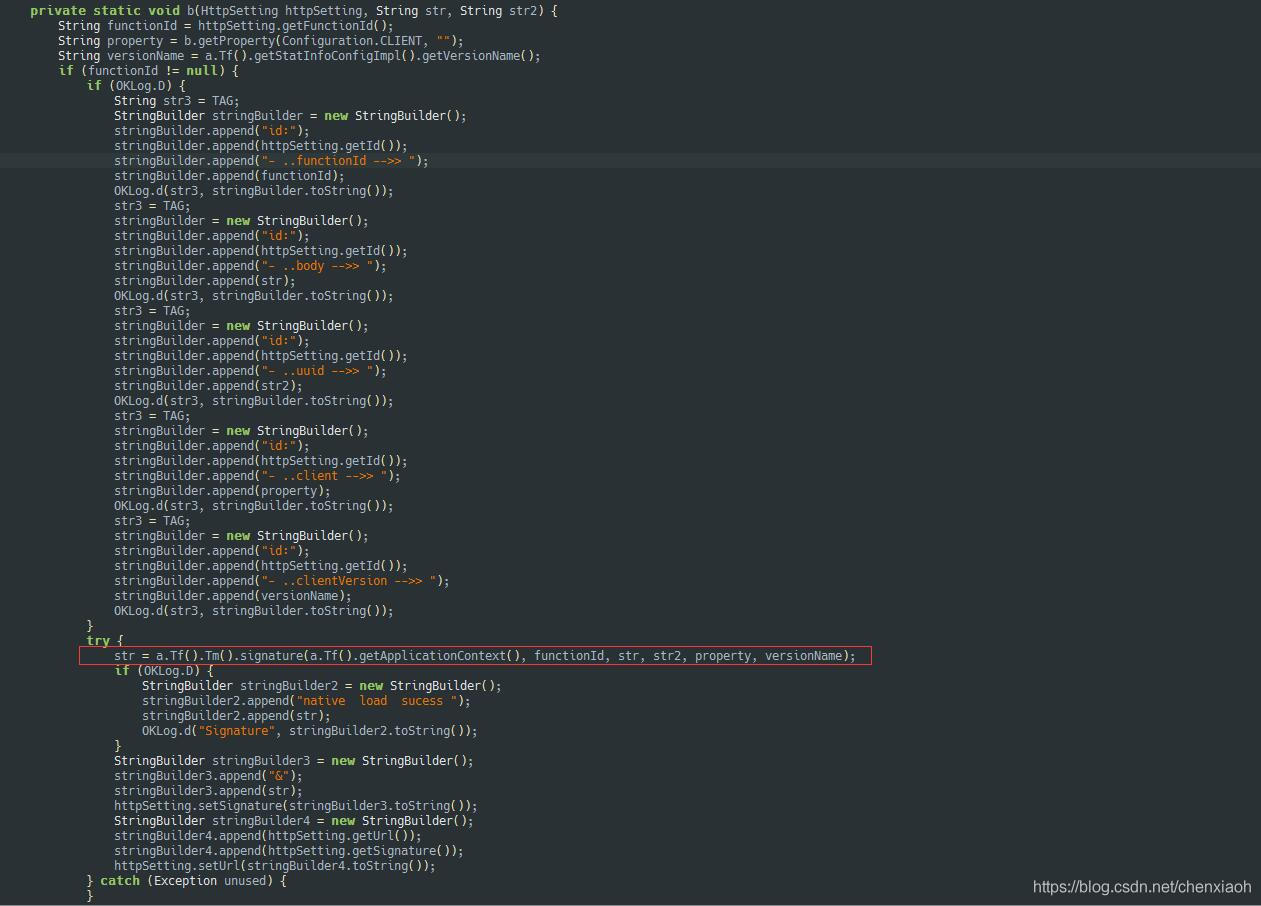 private static void b(HttpSetting httpSetting, String str, String str2) {
String functionId = httpSetting.getFunctionId();
String property = b.getProperty(Configuration.CLIENT, "");
String versionName = a.Tf().getStatInfoConfigImpl().getVersionName();
if (functionId != null) {
if (OKLog.D) {
String str3 = TAG;
StringBuilder stringBuilder = new StringBuilder();
stringBuilder.append("id:");
stringBuilder.append(httpSetting.getId());
stringBuilder.append("- ..functionId -->> ");
stringBuilder.append(functionId);
OKLog.d(str3, stringBuilder.toString());
str3 = TAG;
stringBuilder = new StringBuilder();
stringBuilder.append("id:");
stringBuilder.append(httpSetting.getId());
stringBuilder.append("- ..body -->> ");
stringBuilder.append(str);
OKLog.d(str3, stringBuilder.toString());
str3 = TAG;
stringBuilder = new StringBuilder();
stringBuilder.append("id:");
stringBuilder.append(httpSetting.getId());
stringBuilder.append("- ..uuid -->> ");
stringBuilder.append(str2);
OKLog.d(str3, stringBuilder.toString());
str3 = TAG;
stringBuilder = new StringBuilder();
stringBuilder.append("id:");
stringBuilder.append(httpSetting.getId());
stringBuilder.append("- ..client -->> ");
stringBuilder.append(property);
OKLog.d(str3, stringBuilder.toString());
str3 = TAG;
stringBuilder = new StringBuilder();
stringBuilder.append("id:");
stringBuilder.append(httpSetting.getId());
stringBuilder.append("- ..clientVersion -->> ");
stringBuilder.append(versionName);
OKLog.d(str3, stringBuilder.toString());
}
try {
str = a.Tf().Tm().signature(a.Tf().getApplicationContext(), functionId, str, str2, property, versionName);
if (OKLog.D) {
StringBuilder stringBuilder2 = new StringBuilder();
stringBuilder2.append("native  load  sucess ");
stringBuilder2.append(str);
OKLog.d("Signature", stringBuilder2.toString());
}
StringBuilder stringBuilder3 = new StringBuilder();
stringBuilder3.append("&");
stringBuilder3.append(str);
httpSetting.setSignature(stringBuilder3.toString());
StringBuilder stringBuilder4 = new StringBuilder();
stringBuilder4.append(httpSetting.getUrl());
stringBuilder4.append(httpSetting.getSignature());
httpSetting.setUrl(stringBuilder4.toString());
} catch (Exception unused) {
}
https://blog.csdn.net/chenxiaoh